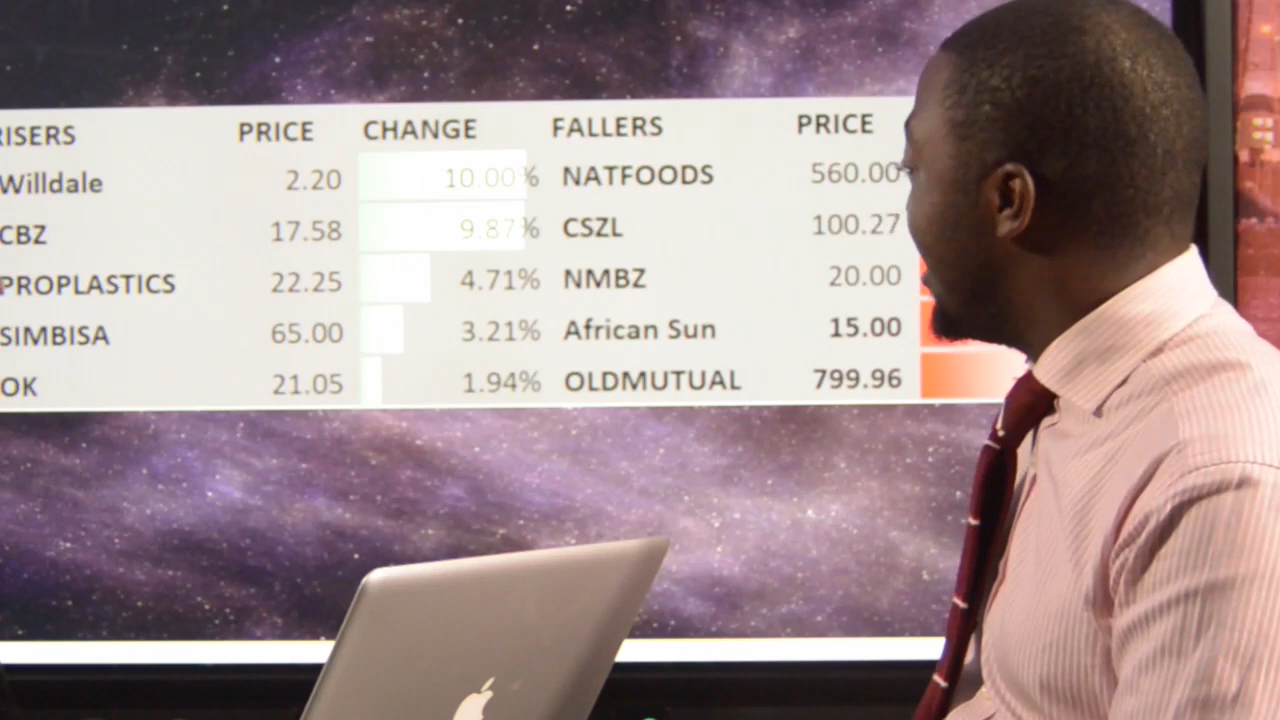 RISERS PRICE CHANGE FALLERS PRICE
Willdale 2.20 10.00% NATFOODS 560.00
CBZ 17.58 9.87% CSZL 100.27
PROPLASTICS 22.25 4.71% NMBZ 20.00
SIMBISA 65.00 3.21% African Sun 15.00
OK 21.05 1.94% OLDMUTUAL 799.96